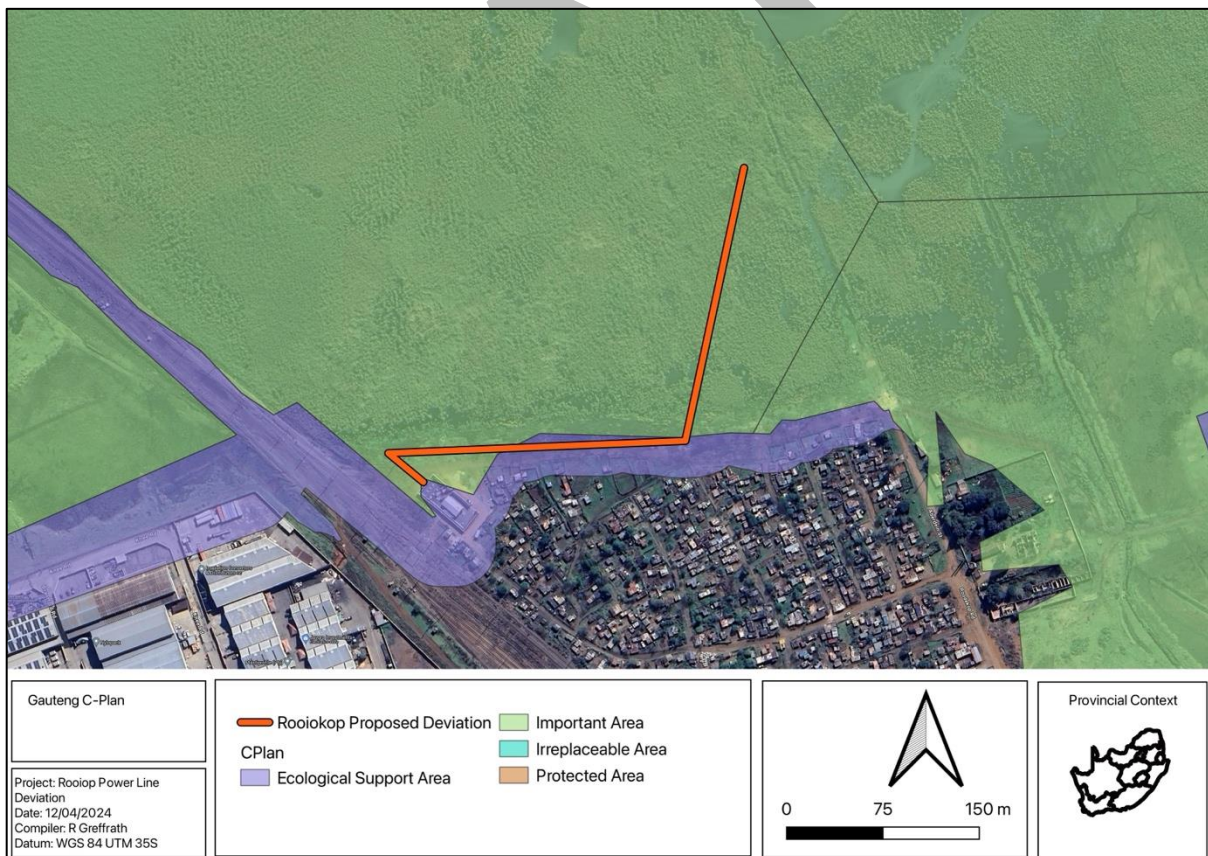 Gauteng C-Plan
Project: Rooiop Power Line
Deviation
Date: 12/04/2024
Compiler: R Greffrath
Datum: WGS 84 UTM 35S
Rooiokop Proposed Deviation
CPlan
Ecological Support Area
Important Area
Irreplaceable Area
Protected Area
0 75 150 m
Provincial Context